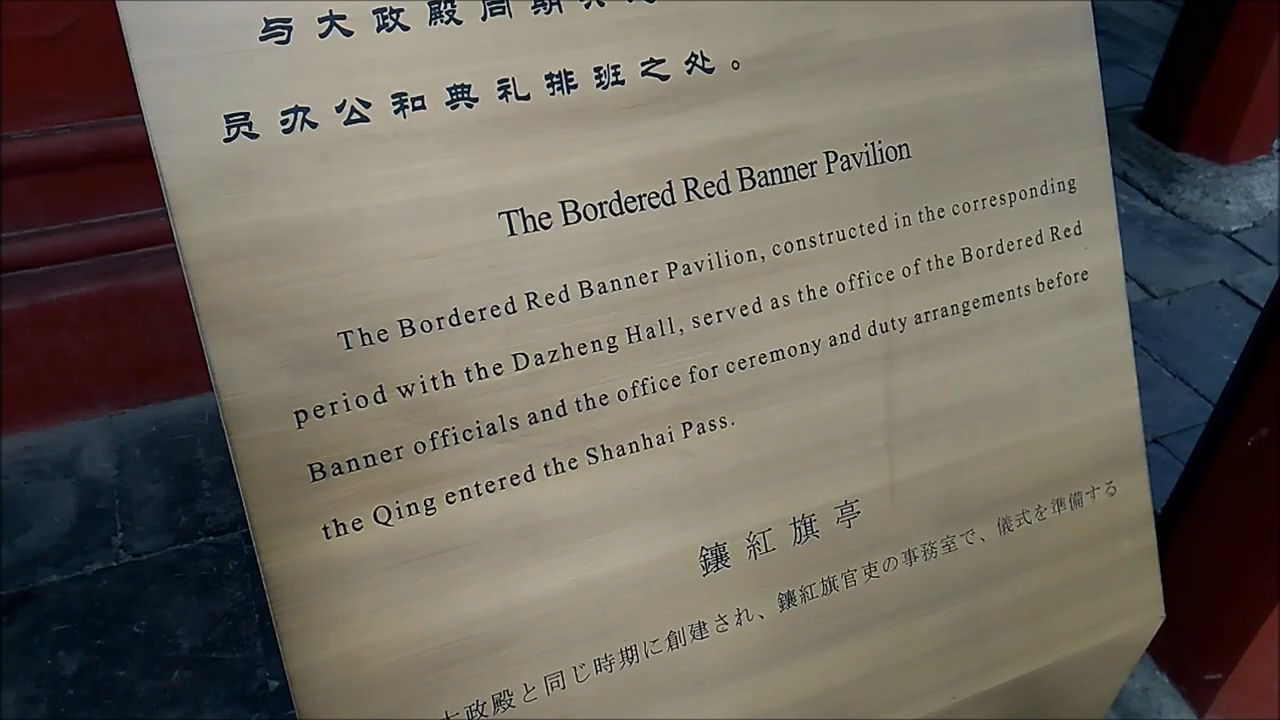 与大政殿同期
员办公和典礼排班之处。
The Bordered Red Banner Pavilion
The Bordered Red Banner Pavilion, constructed in the corresponding
period with the Dazheng Hall, served as the office of the Bordered Red
Banner officials and the office for ceremony and duty arrangements before
the Qing entered the Shanhai Pass.
鑲紅旗亭
大政殿と同じ時期に創建され、鑲紅旗官吏の事務室で、儀式を準備する